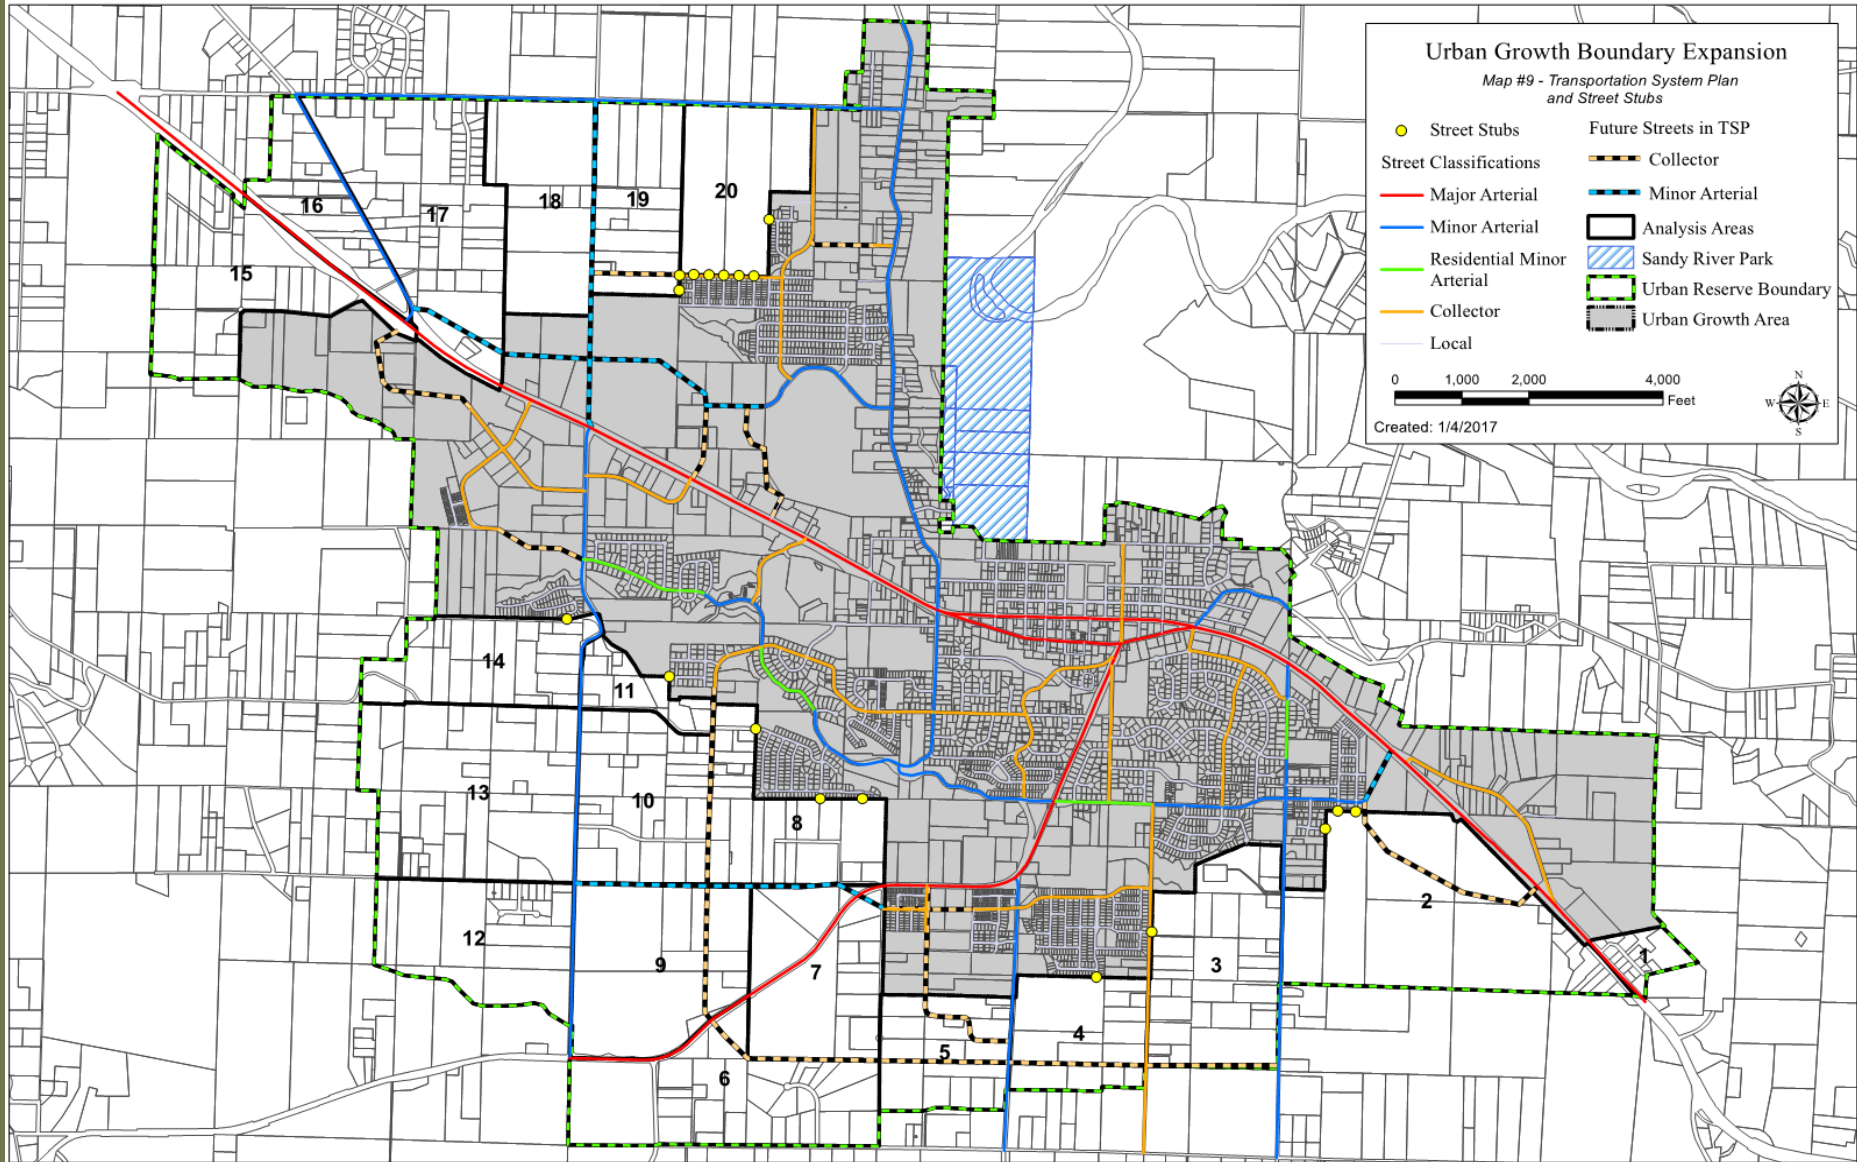 Urban Growth Boundary Expansion
Map #9 - Transportation System Plan
and Street Stubs
Street Stubs
Street Classifications
Major Arterial
Minor Arterial
Residential Minor
Arterial
Collector
Local
Future Streets in TSP
Collector
Minor Arterial
Analysis Areas
Sandy River Park
Urban Reserve Boundary
Urban Growth Area
0 1,000 2,000 4,000
Feet
N
W E
S
Created: 1/4/2017
16
17
18
19
20
15
14
11
13
10
8
12
9
7
6
5
4
3
2
1